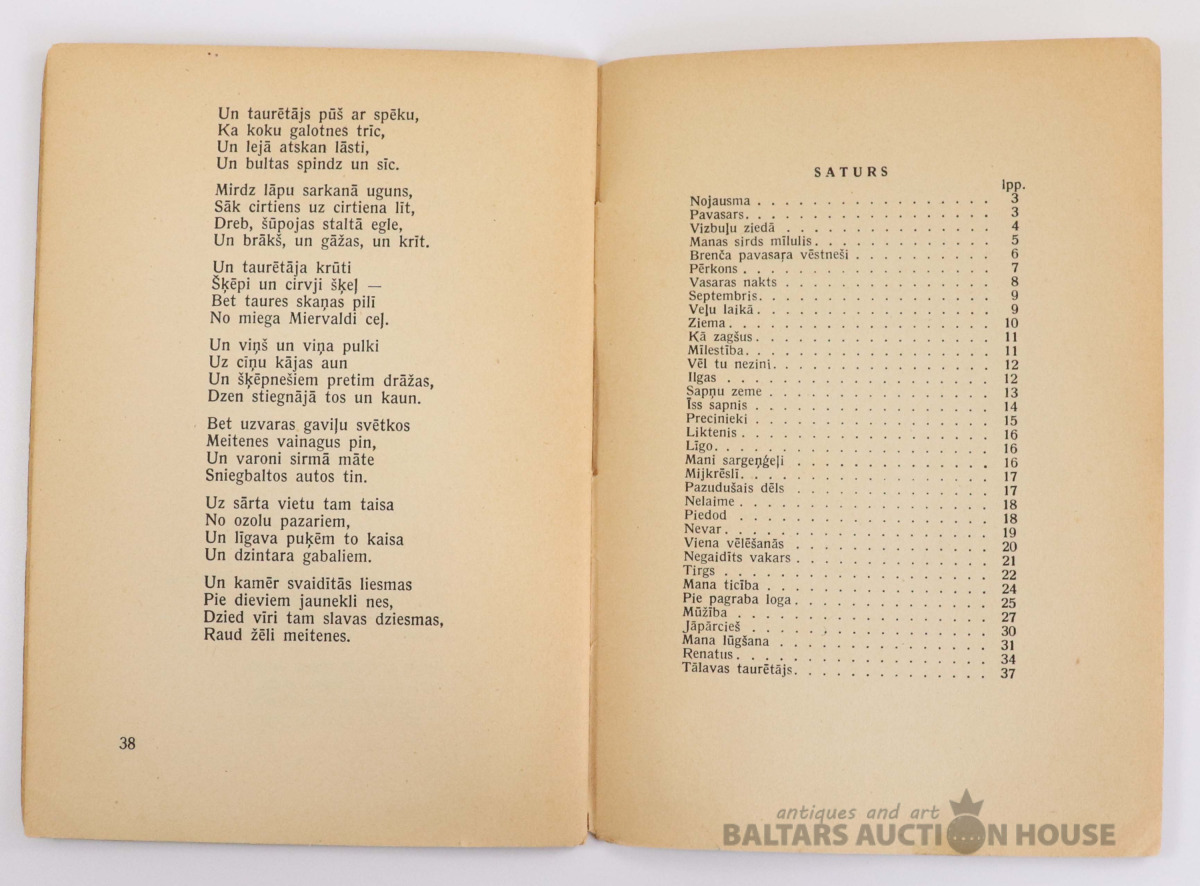 Un taurētājs pūš ar spēku,
Ka koku galotnes trīc,
Un lejā atskan lāsti,
Un bultas spindz un sīc.
Mirdz lāpu sarkanā uguns,
Sāk cirtiens uz cirtiena līt,
Dreb, šūpojas staltā egle,
Un brākš, un gāžas, un krīt.
Un taurētāja krūti
Šķēpi un cirvji šķeļ —
Bet taures skaņas pilī
No miega Miervaldi ceļ.
Un viņš un viņa pulki
Uz cīņu kājas aun
Un šķēpnešiem pretim drāžas,
Dzen stiegnājā tos un kaun.
Bet uzvaras gaviļu svētkos
Meitenes vainagus pin,
Un varoni sirmā māte
Sniegbaltos autos tin.
Uz sārta vietu tam taisa
No ozolu pazariem,
Un līgava puķēm to kaisa
Un dzintara gabaliem.
Un kamēr svaidītās liesmas
Pie dieviem jaunekli nes,
Dzied vīri tam slavas dziesmas,
Raud žēli meitenes.
38
SATURS
lpp.
Nojausma . . . . . . . . . . . . . . . . . 3
Pavasars. . . . . . . . . . . . . . . . . . 3
Vizbuļu ziedā . . . . . . . . . . . . . . . 4
Manas sirds mīlulis. . . . . . . . . . . . . 5
Brenča pavasaŗa vēstneši . . . . . . . . . . 6
Pērkons . . . . . . . . . . . . . . . . . . 7
Vasaras nakts . . . . . . . . . . . . . . . 8
Septembris. . . . . . . . . . . . . . . . . 9
Veļu laikā. . . . . . . . . . . . . . . . . 9
Ziema. . . . . . . . . . . . . . . . . . . 10
Kā zagšus. . . . . . . . . . . . . . . . . 11
Mīlestība. . . . . . . . . . . . . . . . . 11
Vēl tu nezini. . . . . . . . . . . . . . . . 12
Ilgas . . . . . . . . . . . . . . . . . . . 12
Sapņu zeme . . . . . . . . . . . . . . . . 13
Īss sapnis . . . . . . . . . . . . . . . . . 14
Precinieki . . . . . . . . . . . . . . . . . 15
Liktenis . . . . . . . . . . . . . . . . . . 16
Līgo. . . . . . . . . . . . . . . . . . . . 16
Mani sargeņģeļi . . . . . . . . . . . . . . 16
Mijkrēslī. . . . . . . . . . . . . . . . . . 17
Pazudušais dēls . . . . . . . . . . . . . . 17
Nelaime . . . . . . . . . . . . . . . . . . 18
Piedod . . . . . . . . . . . . . . . . . . 18
Nevar. . . . . . . . . . . . . . . . . . . 19
Viena vēlēšanās . . . . . . . . . . . . . . 20
Negaidīts vakars . . . . . . . . . . . . . . 21
Tirgs . . . . . . . . . . . . . . . . . . . 22
Mana ticība . . . . . . . . . . . . . . . . 24
Pie pagraba loga. . . . . . . . . . . . . . 25
Mūžība . . . . . . . . . . . . . . . . . . 27
Jāpārcieš . . . . . . . . . . . . . . . . . 30
Mana lūgšana . . . . . . . . . . . . . . . 31
Renatus. . . . . . . . . . . . . . . . . . 34
Tālavas taurētājs. . . . . . . . . . . . . . 37
antiques and art
BALTARS AUCTION HOUSE